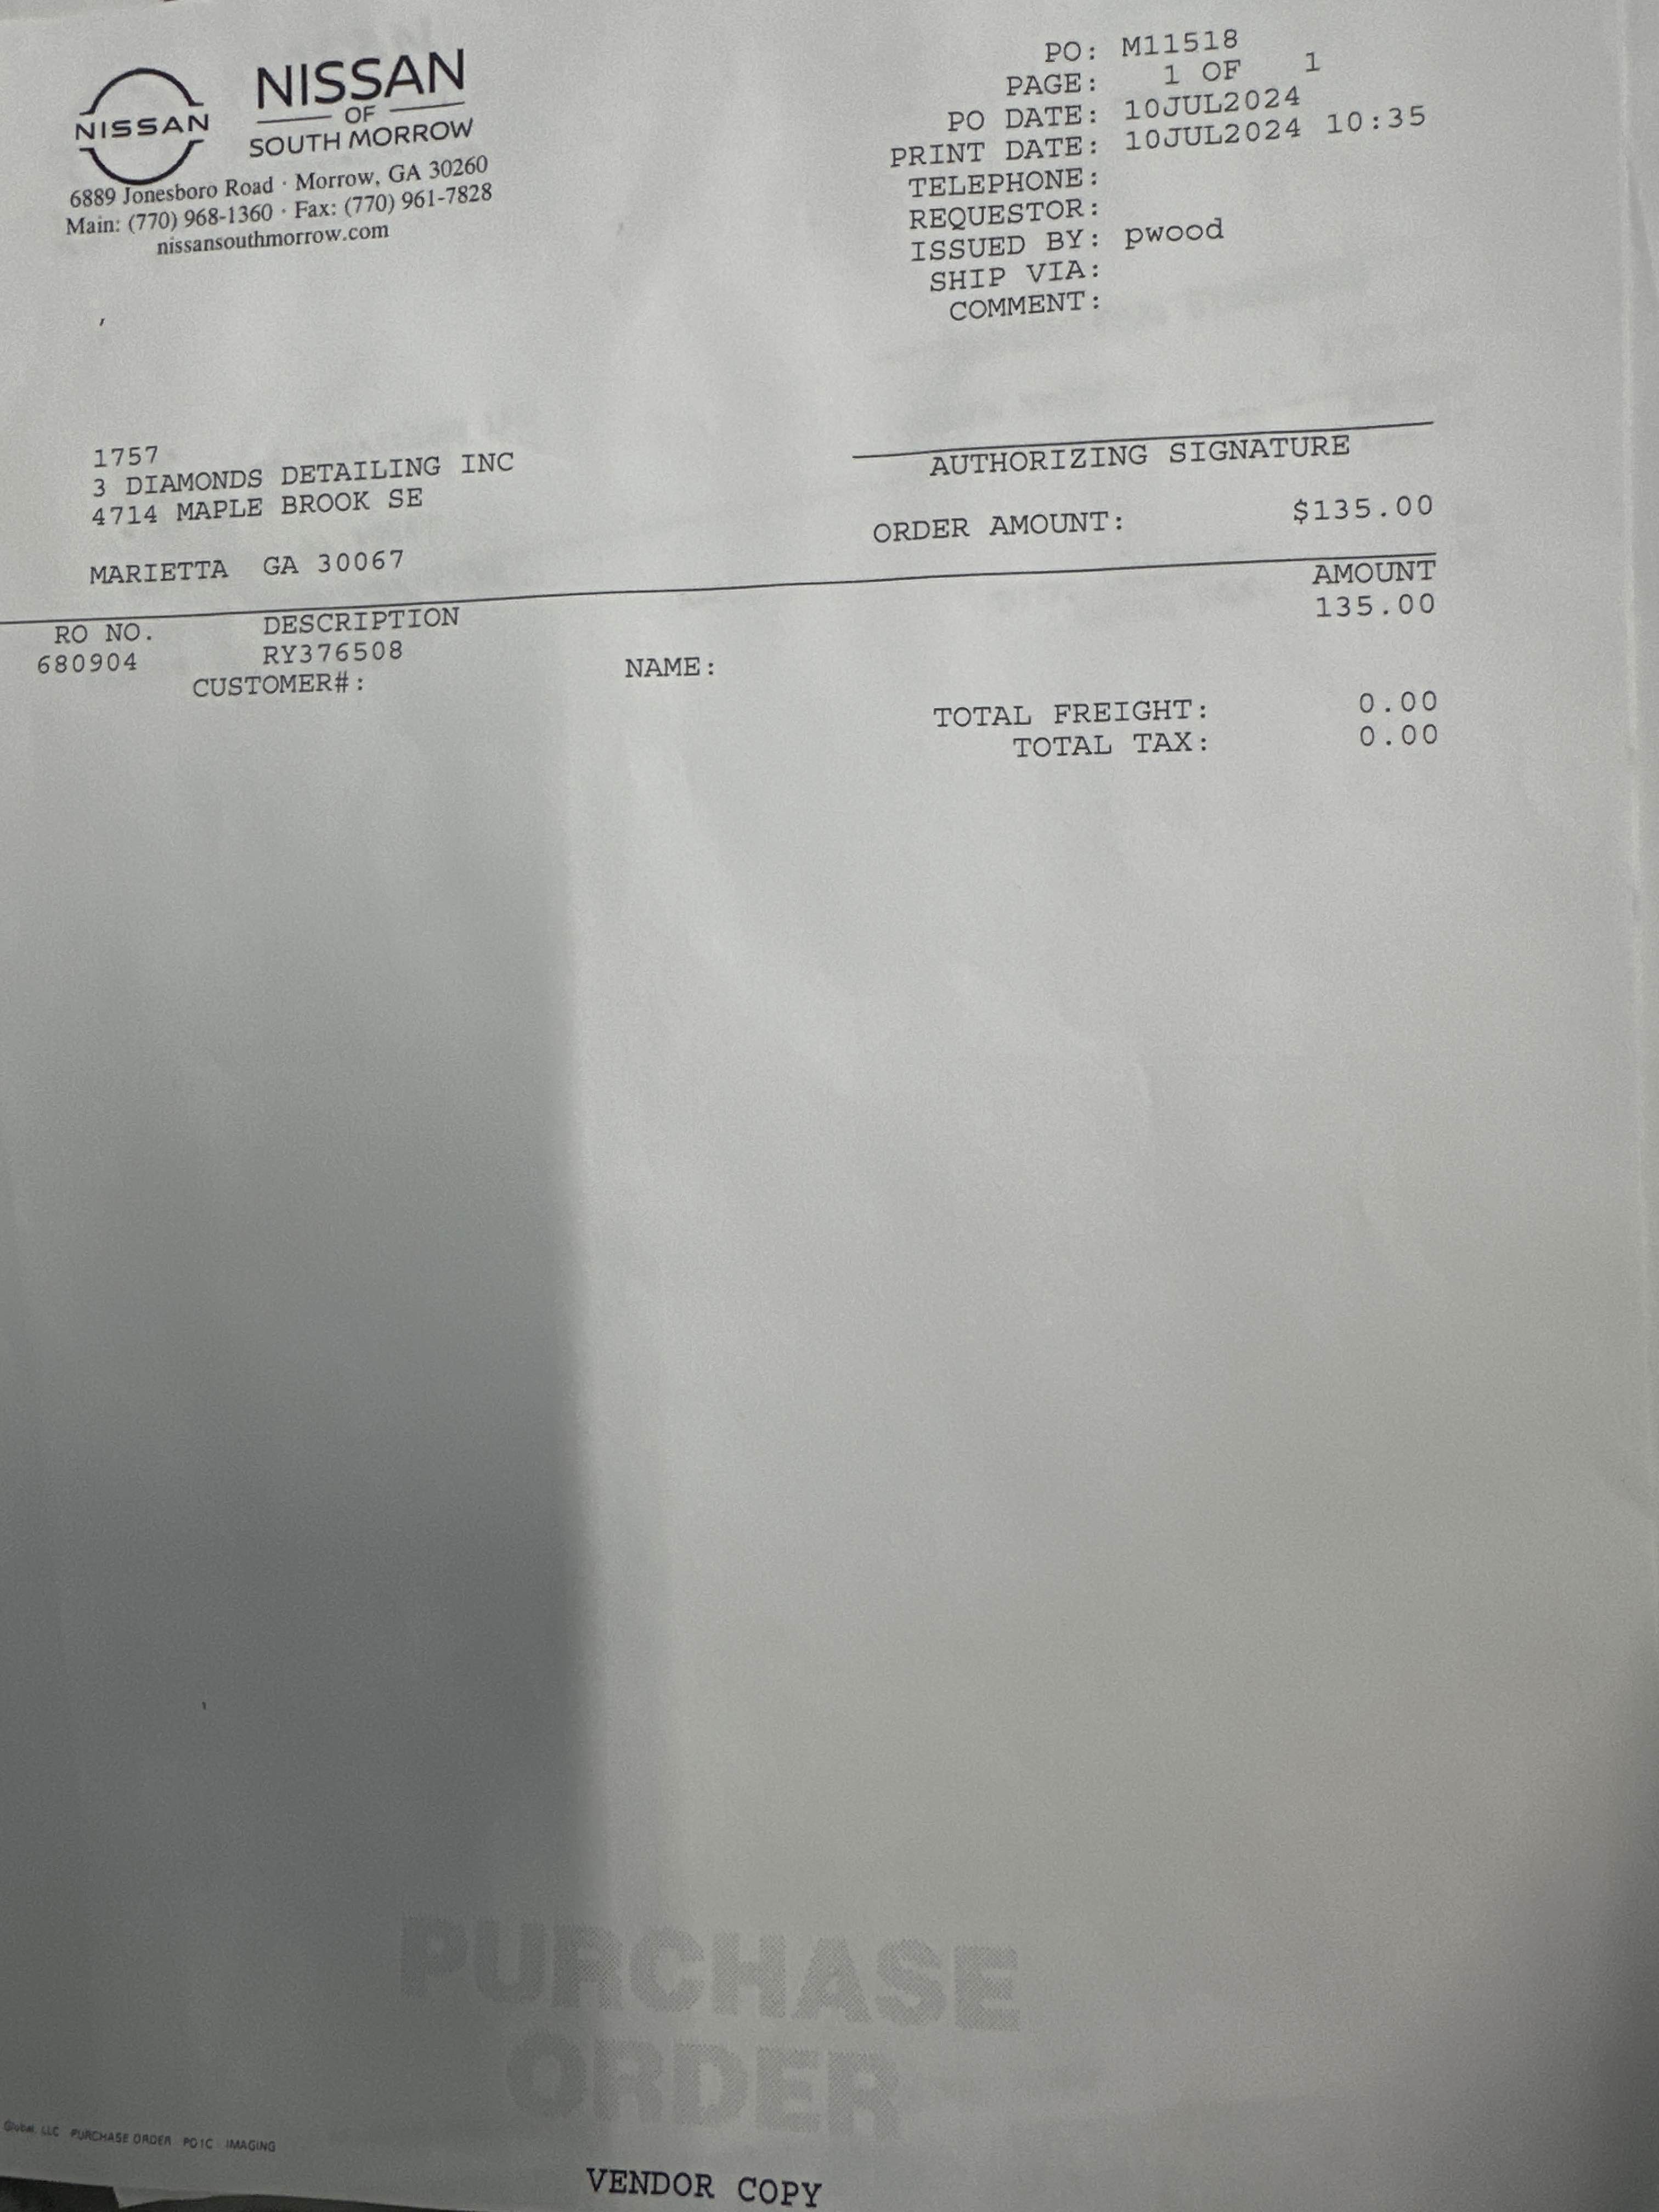 NISSAN
NISSAN
OF
SOUTH MORROW
6889 Jonesboro Road · Morrow, GA 30260
Main: (770) 968-1360 · Fax: (770) 961-7828
nissansouthmorrow.com
PO: M11518
PAGE: 1 OF 1
PO DATE: 10JUL2024
PRINT DATE: 10JUL2024 10:35
TELEPHONE:
REQUESTOR:
ISSUED BY: pwood
SHIP VIA:
COMMENT:
1757
3 DIAMONDS DETAILING INC
4714 MAPLE BROOK SE
MARIETTA GA 30067
AUTHORIZING SIGNATURE
ORDER AMOUNT: $135.00
RO NO. DESCRIPTION AMOUNT
680904 RY376508 135.00
CUSTOMER#: NAME:
TOTAL FREIGHT: 0.00
TOTAL TAX: 0.00
PURCHASE
ORDER
Global, LLC PURCHASE ORDER PO1C IMAGING
VENDOR COPY